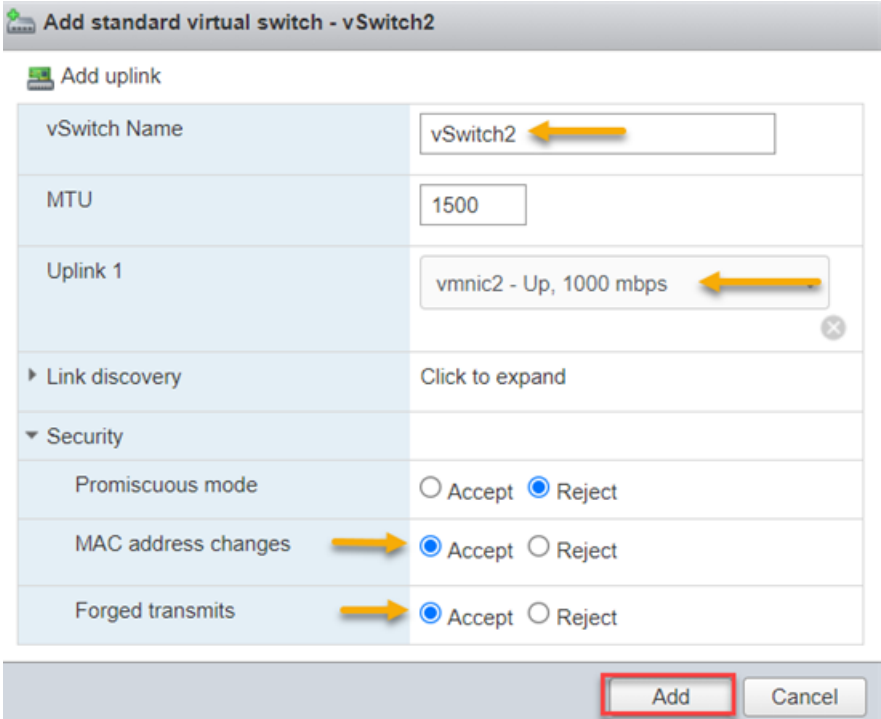 Add standard virtual switch - vSwitch2
Add uplink
vSwitch Name
vSwitch2
MTU
1500
Uplink 1
vmnic2 - Up, 1000 mbps
Link discovery
Click to expand
Security
Promiscuous mode
Accept Reject
MAC address changes
Accept Reject
Forged transmits
Accept Reject
Add
Cancel